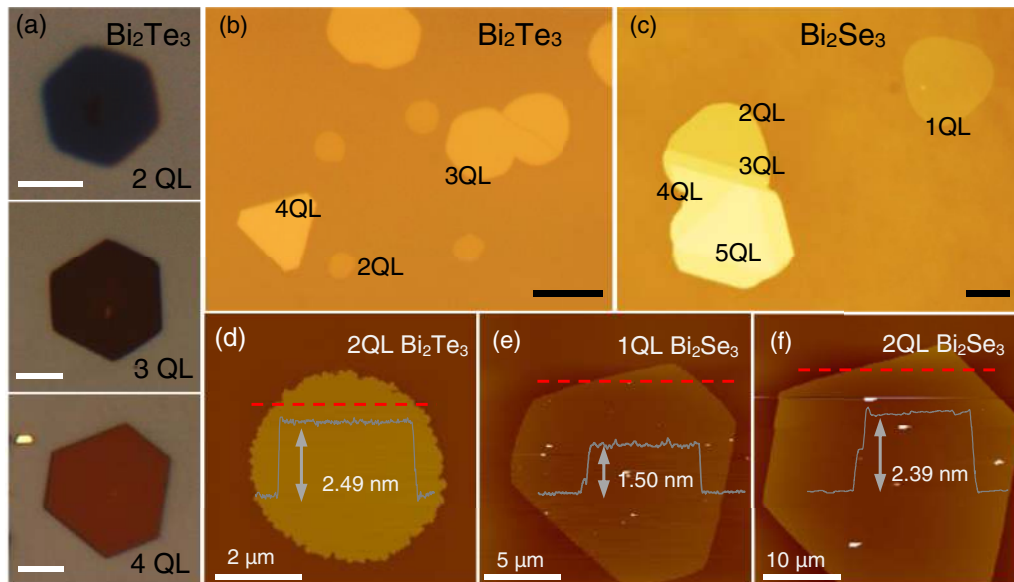 (a)
Bi₂Te₃
2 QL
3 QL
4 QL
(b)
Bi₂Te₃
3QL
4QL
2QL
(c)
Bi₂Se₃
2QL
1QL
3QL
4QL
5QL
(d)
2QL Bi₂Te₃
2.49 nm
2 μm
(e)
1QL Bi₂Se₃
1.50 nm
5 μm
(f)
2QL Bi₂Se₃
2.39 nm
10 μm